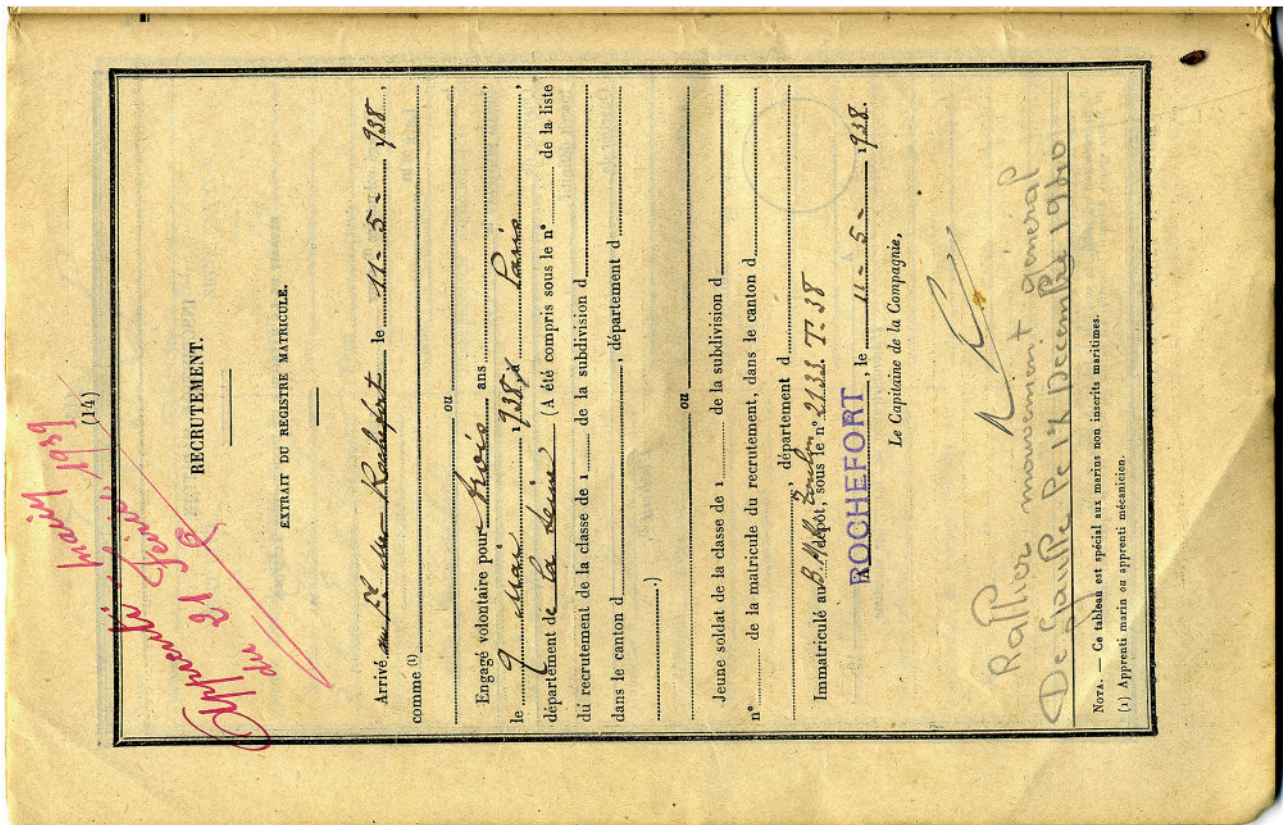 (14)
Apprenti marin
du 21 Février 1939
RECRUTEMENT.
EXTRAIT DU REGISTRE MATRICULE.
Arrivé au Rochefort le 11-5- 1938,
comme (1)
ou
Engagé volontaire pour trois ans,
le 9 Mai 1938, à Paris,
département de la Seine (A été compris sous le n° de la liste
du recrutement de la classe de 1 de la subdivision d
dans le canton d, département d
.)
ou
Jeune soldat de la classe de 1 de la subdivision d
n° de la matricule du recrutement, dans le canton d
, département d
Immatriculé au dépôt, sous le n° 2133 T-38
A ROCHEFORT, le 11-5- 1938.
Le Capitaine de la Compagnie,
Rallier mouvement général
De Gaulle le 1er Décembre 1940
NOTA. — Ce tableau est spécial aux marins non inscrits maritimes.
(1) Apprenti marin ou apprenti mécanicien.